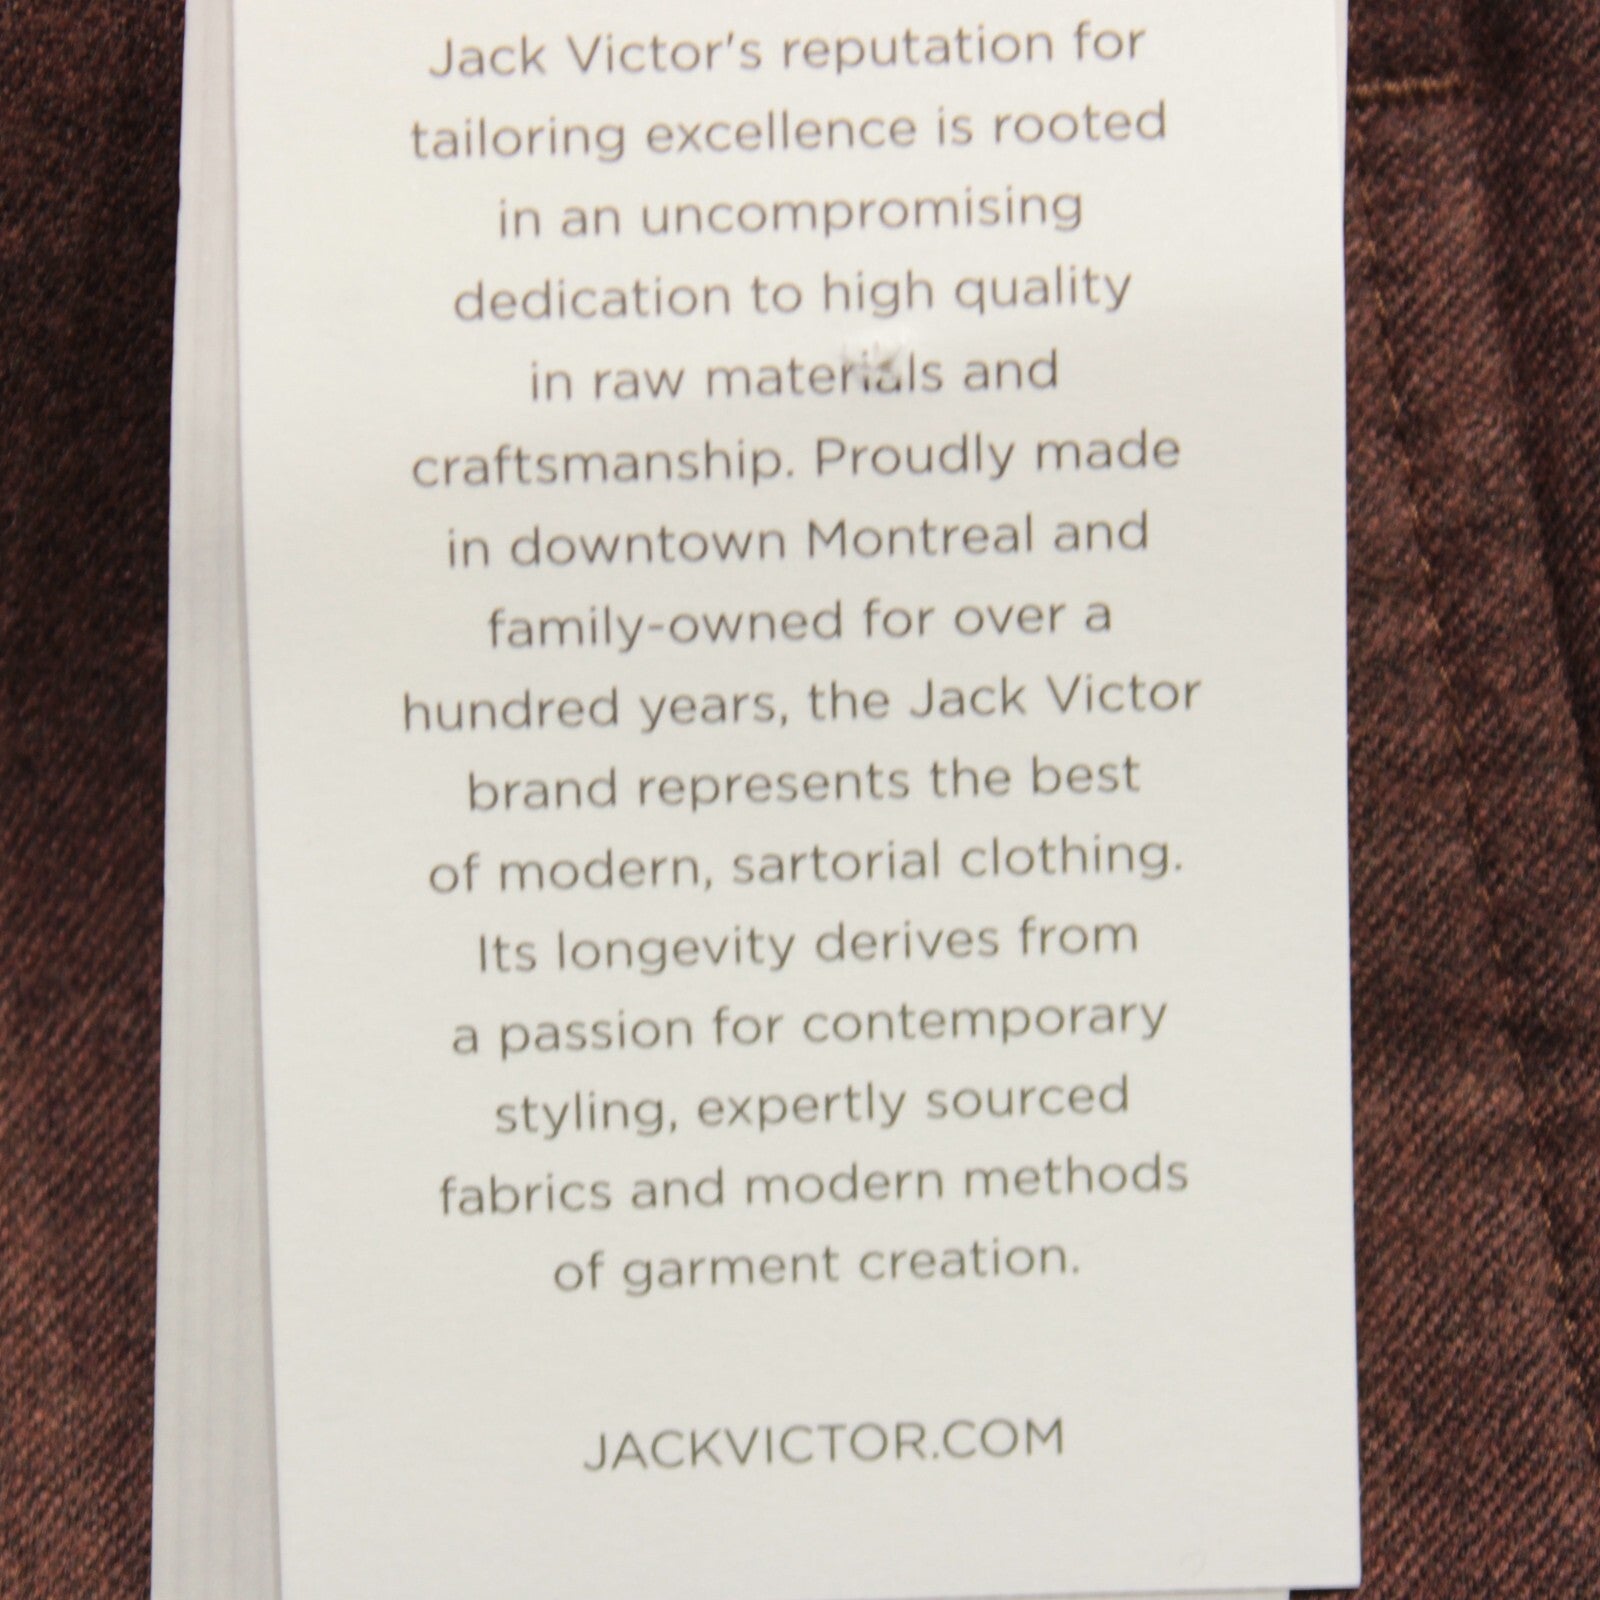 Jack Victor's reputation for
tailoring excellence is rooted
in an uncompromising
dedication to high quality
in raw materials and
craftsmanship. Proudly made
in downtown Montreal and
family-owned for over a
hundred years, the Jack Victor
brand represents the best
of modern, sartorial clothing.
Its longevity derives from
a passion for contemporary
styling, expertly sourced
fabrics and modern methods
of garment creation.
JACKVICTOR.COM